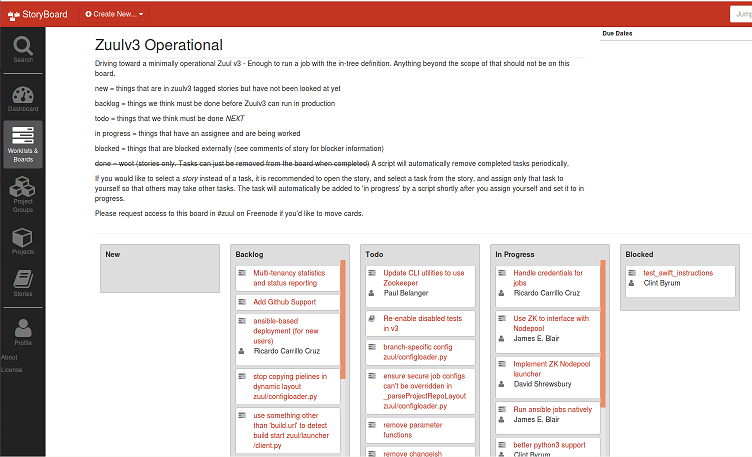 StoryBoard
Create New...
Jump
Search
Dashboard
Worklists &
Boards
Project
Groups
Projects
Stories
Profile
About
License
Zuulv3 Operational
Driving toward a minimally operational Zuul v3 - Enough to run a job with the in-tree definition. Anything beyond the scope of that should not be on this
board.
new = things that are in zuulv3 tagged stories but have not been looked at yet
backlog = things we think must be done before Zuulv3 can run in production
todo = things that we think must be done NEXT
in progress = things that have an assignee and are being worked
blocked = things that are blocked externally (see comments of story for blocker information)
done = woot (stories only. Tasks can just be removed from the board when completed) A script will automatically remove completed tasks periodically.
If you would like to select a story instead of a task, it is recommended to open the story, and select a task from the story, and assign only that task to
yourself so that others may take other tasks. The task will automatically be added to 'in progress' by a script shortly after you assign yourself and set it to in
progress.
Please request access to this board in #zuul on Freenode if you'd like to move cards.
Due Dates
New
Backlog
Multi-tenancy statistics
and status reporting
Add Github Support
ansible-based
deployment (for new
users)
Ricardo Carrillo Cruz
stop copying pielines in
dynamic layout
zuul/configloader.py
use something other
than 'build.url' to detect
build start zuul/launcher
/client.py
Todo
Update CLI utilities to use
Zookeeper
Paul Belanger
Re-enable disabled tests
in v3
branch-specific config
zuul/configloader.py
ensure secure job configs
can't be overridden in
_parseProjectRepoLayout
zuul/configloader.py
remove parameter
functions
remove changeish
In Progress
Handle credentials for
jobs
Ricardo Carrillo Cruz
Use ZK to interface with
Nodepool
James E. Blair
Implement ZK Nodepool
launcher
David Shrewsbury
Run ansible jobs natively
James E. Blair
better python3 support
Clint Byrum
Blocked
test_swift_instructions
Clint Byrum